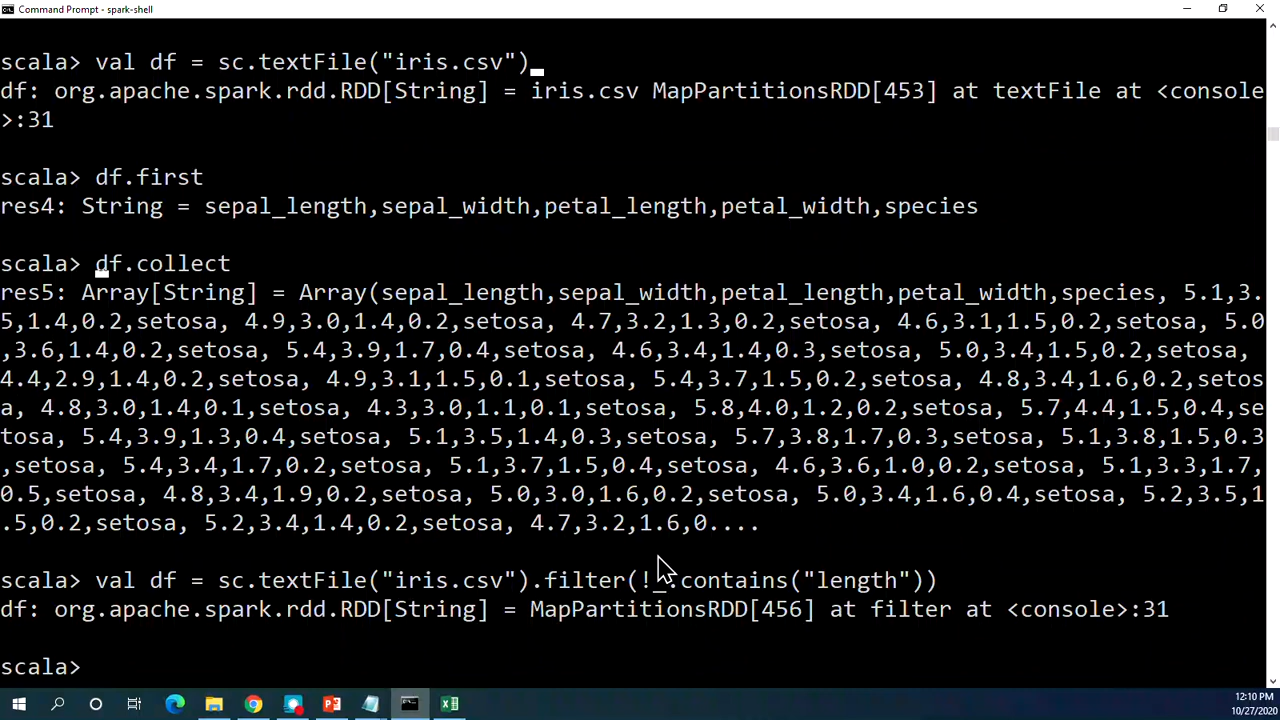 Command Prompt - spark-shell
scala> val df = sc.textFile("iris.csv")
df: org.apache.spark.rdd.RDD[String] = iris.csv MapPartitionsRDD[453] at textFile at <console
>:31
scala> df.first
res4: String = sepal_length,sepal_width,petal_length,petal_width,species
scala> df.collect
res5: Array[String] = Array(sepal_length,sepal_width,petal_length,petal_width,species, 5.1,3.
5,1.4,0.2,setosa, 4.9,3.0,1.4,0.2,setosa, 4.7,3.2,1.3,0.2,setosa, 4.6,3.1,1.5,0.2,setosa, 5.0
,3.6,1.4,0.2,setosa, 5.4,3.9,1.7,0.4,setosa, 4.6,3.4,1.4,0.3,setosa, 5.0,3.4,1.5,0.2,setosa,
4.4,2.9,1.4,0.2,setosa, 4.9,3.1,1.5,0.1,setosa, 5.4,3.7,1.5,0.2,setosa, 4.8,3.4,1.6,0.2,setos
a, 4.8,3.0,1.4,0.1,setosa, 4.3,3.0,1.1,0.1,setosa, 5.8,4.0,1.2,0.2,setosa, 5.7,4.4,1.5,0.4,se
tosa, 5.4,3.9,1.3,0.4,setosa, 5.1,3.5,1.4,0.3,setosa, 5.7,3.8,1.7,0.3,setosa, 5.1,3.8,1.5,0.3
,setosa, 5.4,3.4,1.7,0.2,setosa, 5.1,3.7,1.5,0.4,setosa, 4.6,3.6,1.0,0.2,setosa, 5.1,3.3,1.7,
0.5,setosa, 4.8,3.4,1.9,0.2,setosa, 5.0,3.0,1.6,0.2,setosa, 5.0,3.4,1.6,0.4,setosa, 5.2,3.5,1
.5,0.2,setosa, 5.2,3.4,1.4,0.2,setosa, 4.7,3.2,1.6,0....
scala> val df = sc.textFile("iris.csv").filter(!_.contains("length"))
df: org.apache.spark.rdd.RDD[String] = MapPartitionsRDD[456] at filter at <console>:31
scala>
12:10 PM
10/27/2020